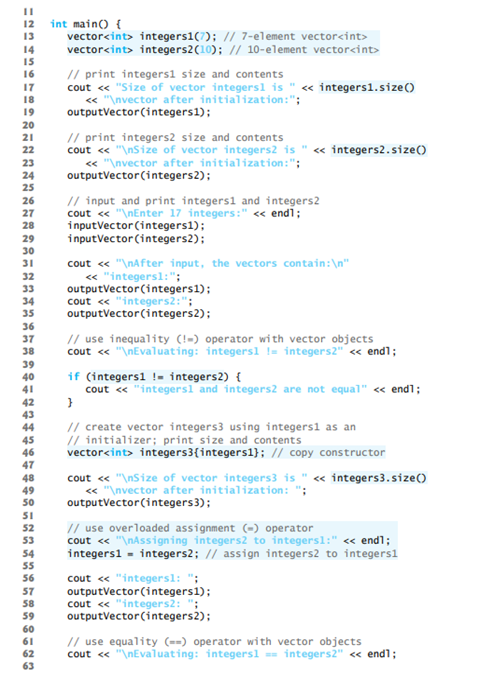 11
12 int main() {
13 vector<int> integers1(7); // 7-element vector<int>
14 vector<int> integers2(10); // 10-element vector<int>
15
16 // print integers1 size and contents
17 cout << "Size of vector integers1 is " << integers1.size()
18 << "\nvector after initialization:";
19 outputVector(integers1);
20
21 // print integers2 size and contents
22 cout << "\nSize of vector integers2 is " << integers2.size()
23 << "\nvector after initialization:";
24 outputVector(integers2);
25
26 // input and print integers1 and integers2
27 cout << "\nEnter 17 integers:" << endl;
28 inputVector(integers1);
29 inputVector(integers2);
30
31 cout << "\nAfter input, the vectors contain:\n"
32 << "integers1:";
33 outputVector(integers1);
34 cout << "integers2:";
35 outputVector(integers2);
36
37 // use inequality (!=) operator with vector objects
38 cout << "\nEvaluating: integers1 != integers2" << endl;
39
40 if (integers1 != integers2) {
41 cout << "integers1 and integers2 are not equal" << endl;
42 }
43
44 // create vector integers3 using integers1 as an
45 // initializer; print size and contents
46 vector<int> integers3{integers1}; // copy constructor
47
48 cout << "\nSize of vector integers3 is " << integers3.size()
49 << "\nvector after initialization: ";
50 outputVector(integers3);
51
52 // use overloaded assignment (=) operator
53 cout << "\nAssigning integers2 to integers1:" << endl;
54 integers1 = integers2; // assign integers2 to integers1
55
56 cout << "integers1: ";
57 outputVector(integers1);
58 cout << "integers2: ";
59 outputVector(integers2);
60
61 // use equality (==) operator with vector objects
62 cout << "\nEvaluating: integers1 == integers2" << endl;
63